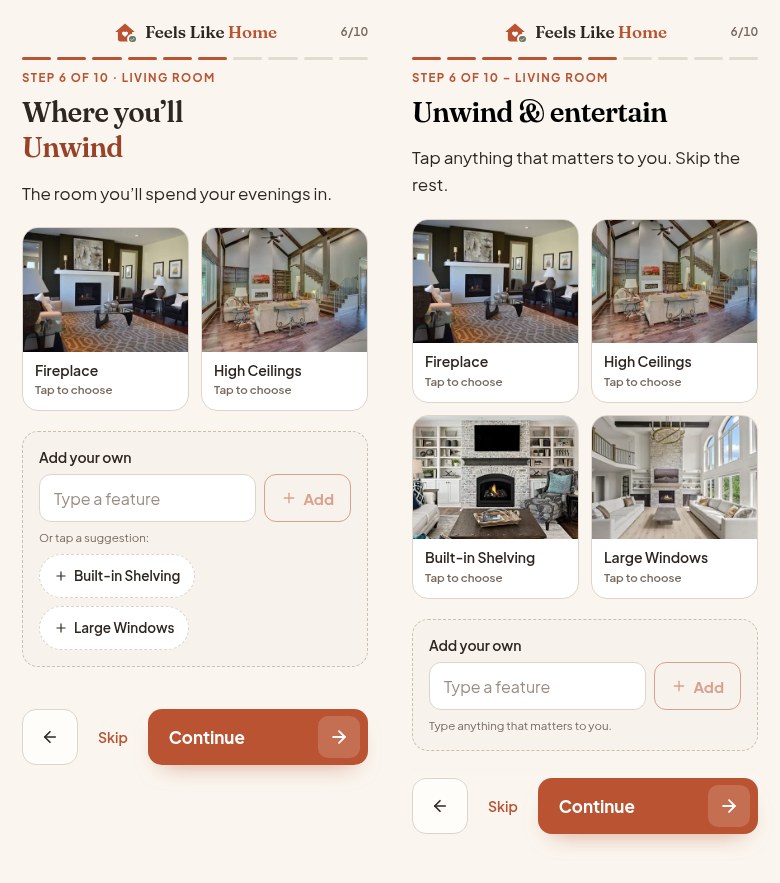 Feels Like Home
6/10
STEP 6 OF 10 · LIVING ROOM
Where you’ll
Unwind
The room you’ll spend your evenings in.
Fireplace
Tap to choose
High Ceilings
Tap to choose
Add your own
Type a feature
+ Add
Or tap a suggestion:
+ Built-in Shelving
+ Large Windows
← Skip Continue →
Feels Like Home
6/10
STEP 6 OF 10 – LIVING ROOM
Unwind & entertain
Tap anything that matters to you. Skip the
rest.
Fireplace
Tap to choose
High Ceilings
Tap to choose
Built-in Shelving
Tap to choose
Large Windows
Tap to choose
Add your own
Type a feature
+ Add
Type anything that matters to you.
← Skip Continue →